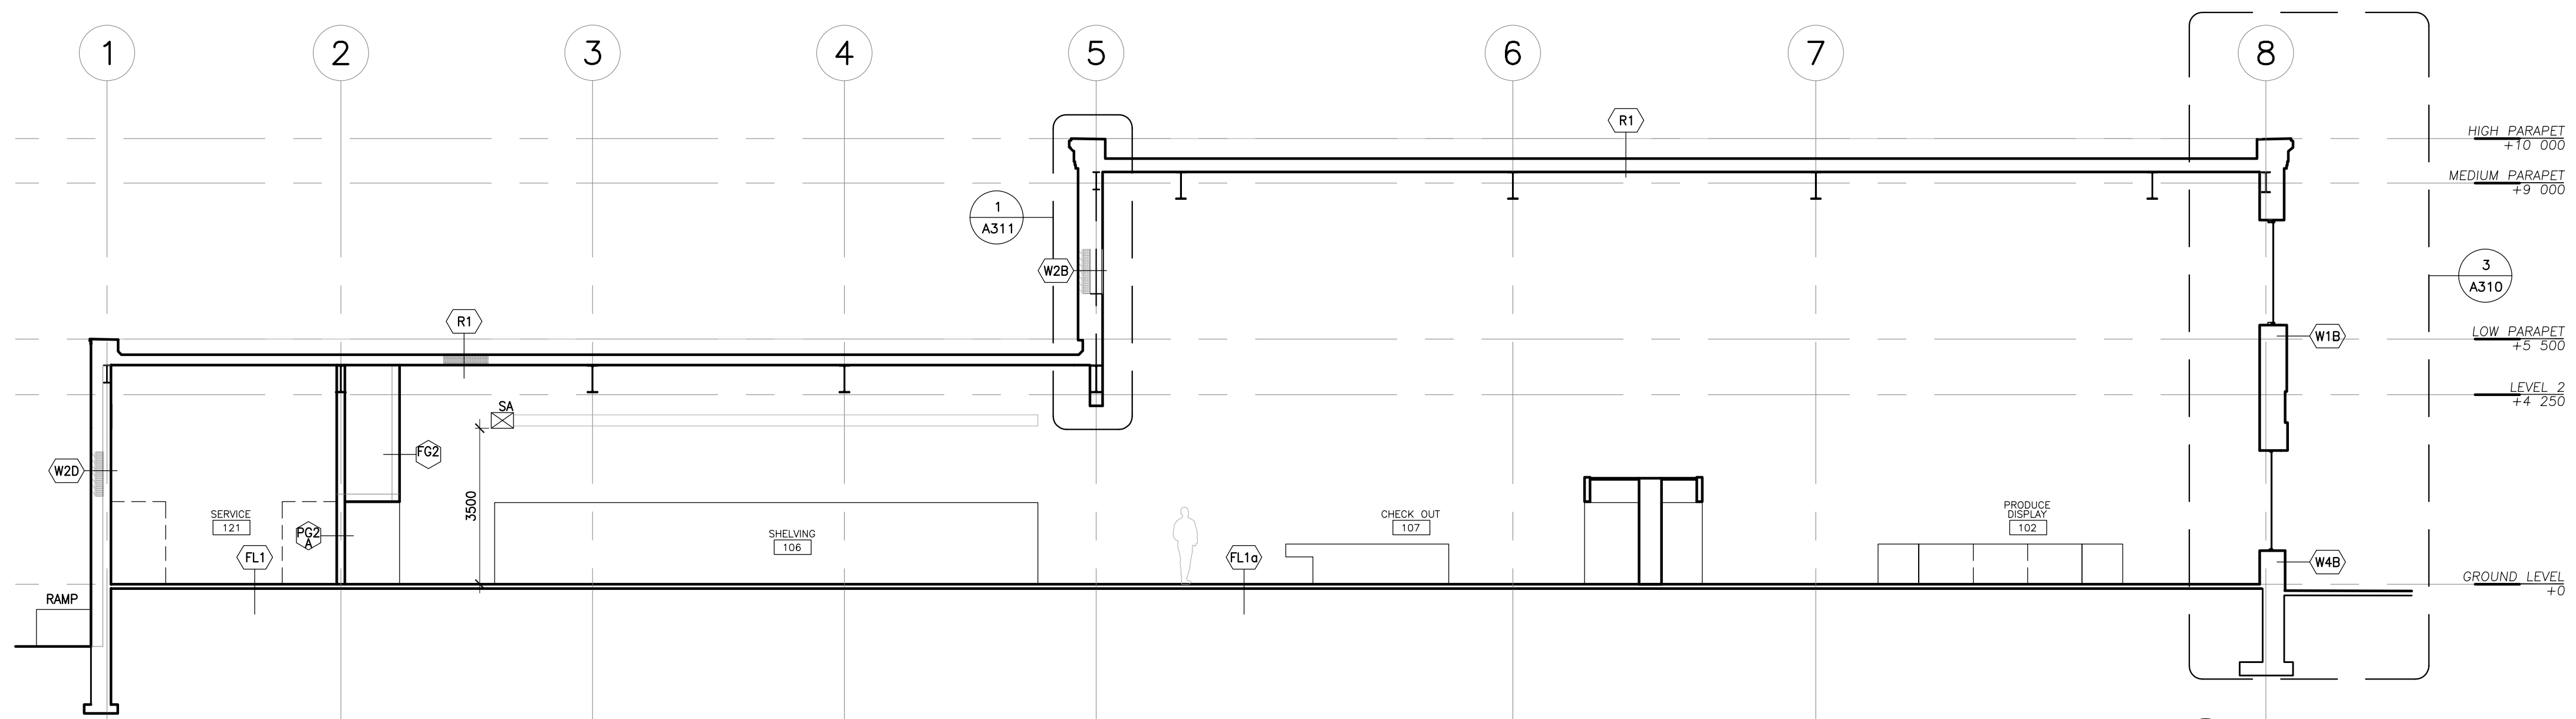 1
2
3
4
5
6
7
8
R1
HIGH PARAPET
+10 000
MEDIUM PARAPET
+9 000
1
A311
W2B
3
A310
R1
W1B
LOW PARAPET
+5 500
LEVEL 2
+4 250
SA
FG2
W2D
3500
SERVICE
121
PG2
A
FL1
SHELVING
106
CHECK OUT
107
FL1a
PRODUCE
DISPLAY
102
W4B
GROUND LEVEL
+0
RAMP